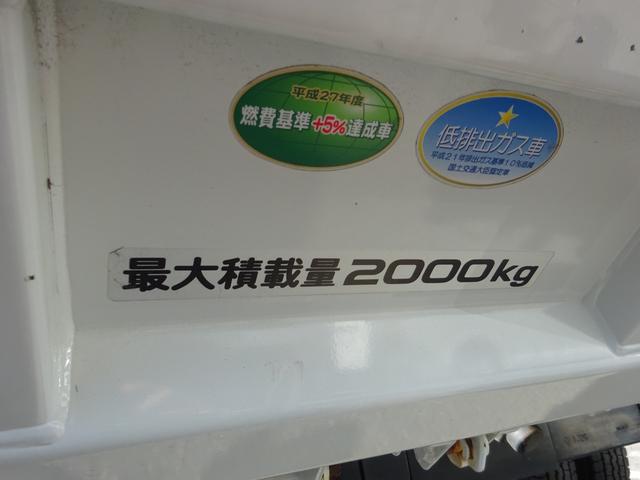 平成27年度
燃費基準+5%達成車
低排出ガス車
平成21年排出ガス基準10%低減
国土交通大臣認定車
最大積載量2000kg